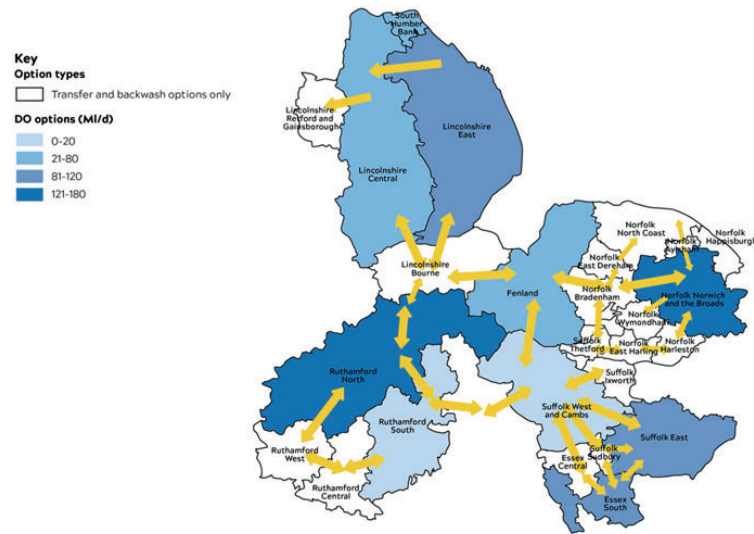 Key
Option types
Transfer and backwash options only
DO options (Ml/d)
0-20
21-80
81-120
121-180
South
Humber
Bank
Lincolnshire
Retford and
Gainsborough
Lincolnshire
East
Lincolnshire
Central
Lincolnshire
Bourne
Fenland
Norfolk
North Coast
Norfolk
Aylsham
Norfolk
Happisburgh
Norfolk
East Dereham
Norfolk
Bradenham
Norfolk Norwich
and the Broads
Norfolk
Wymondham
Suffolk
Thetford
Norfolk
East Harling
Norfolk
Harleston
Suffolk
Ixworth
Ruthamford
North
Ruthamford
South
Ruthamford
West
Ruthamford
Central
Suffolk West
and Cambs
Suffolk East
Suffolk
Sudbury
Essex
Central
Essex
South